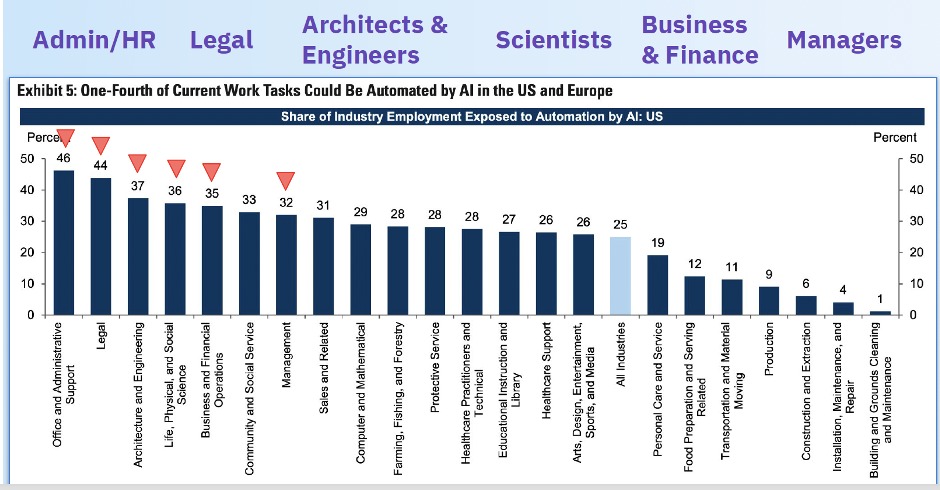 Admin/HR Legal Architects & Engineers Scientists Business & Finance Managers
Exhibit 5: One-Fourth of Current Work Tasks Could Be Automated by AI in the US and Europe
Share of Industry Employment Exposed to Automation by AI: US
Percent Percent
50 50
40 40
30 30
20 20
10 10
0 0
46
44
37
36
35
33
32
31
29
28
28
28
27
26
26
25
19
12
11
9
6
4
1
Office and Administrative
Support
Legal
Architecture and Engineering
Life, Physical, and Social
Science
Business and Financial
Operations
Community and Social Service
Management
Sales and Related
Computer and Mathematical
Farming, Fishing, and Forestry
Protective Service
Healthcare Practitioners and
Technical
Educational Instruction and
Library
Healthcare Support
Arts, Design, Entertainment,
Sports, and Media
All Industries
Personal Care and Service
Food Preparation and Serving
Related
Transportation and Material
Moving
Production
Construction and Extraction
Installation, Maintenance, and
Repair
Building and Grounds Cleaning
and Maintenance